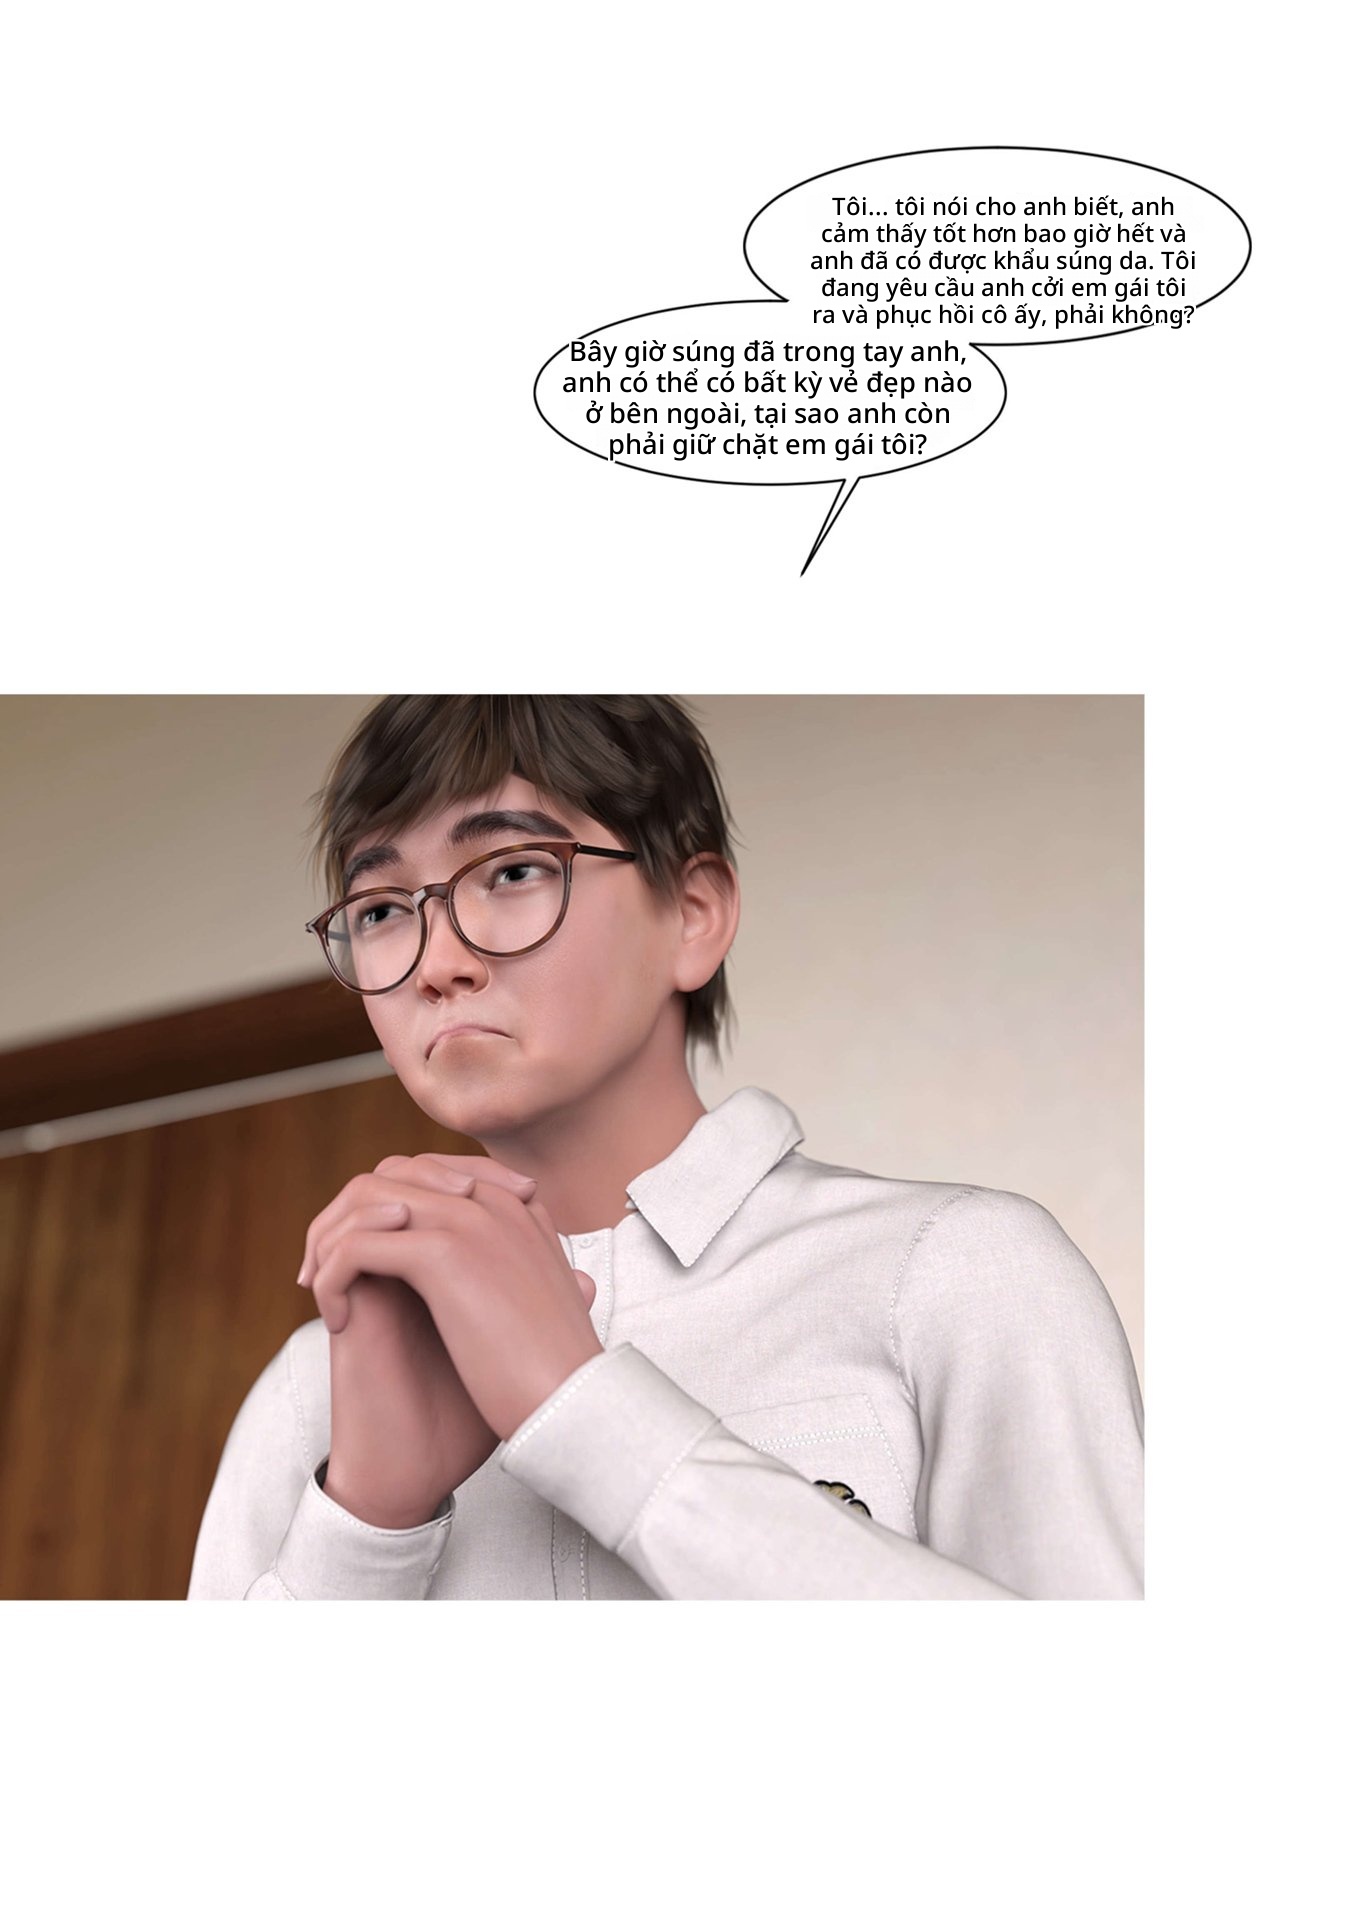 Tôi... tôi nói cho anh biết, anh
cảm thấy tốt hơn bao giờ hết và
anh đã có được khẩu súng da. Tôi
đang yêu cầu anh cởi em gái tôi
ra và phục hồi cô ấy, phải không?
Bây giờ súng đã trong tay anh,
anh có thể có bất kỳ vẻ đẹp nào
ở bên ngoài, tại sao anh còn
phải giữ chặt em gái tôi?